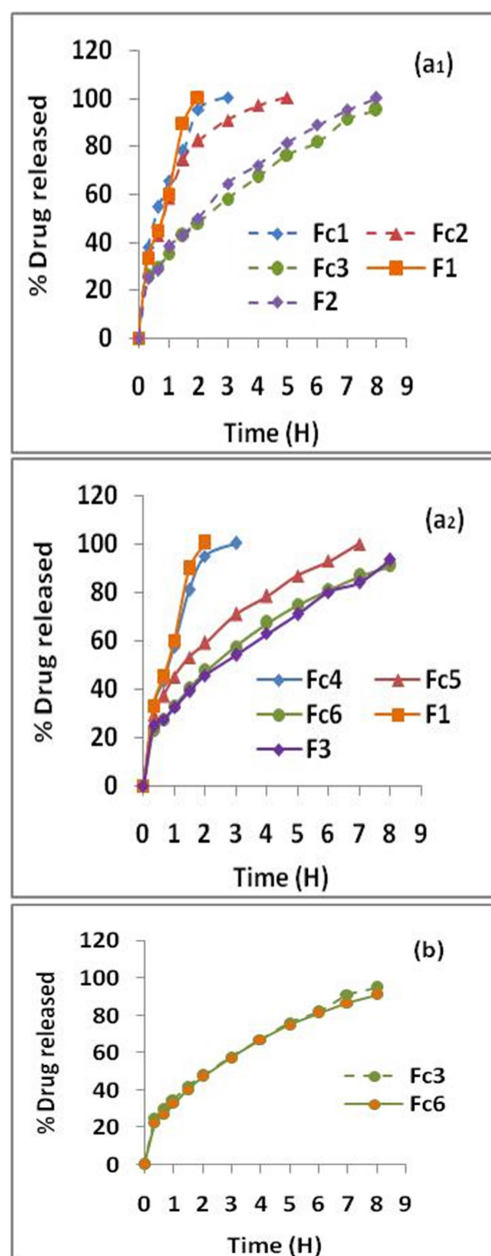 (a1)
120
100
80
60
40
20
0
% Drug released
Fc1 Fc2
Fc3 F1
F2
0 1 2 3 4 5 6 7 8 9
Time (H)
(a2)
120
100
80
60
40
20
0
% Drug released
Fc4 Fc5
Fc6 F1
F3
0 1 2 3 4 5 6 7 8 9
Time (H)
(b)
120
100
80
60
40
20
0
% Drug released
Fc3
Fc6
0 1 2 3 4 5 6 7 8 9
Time (H)